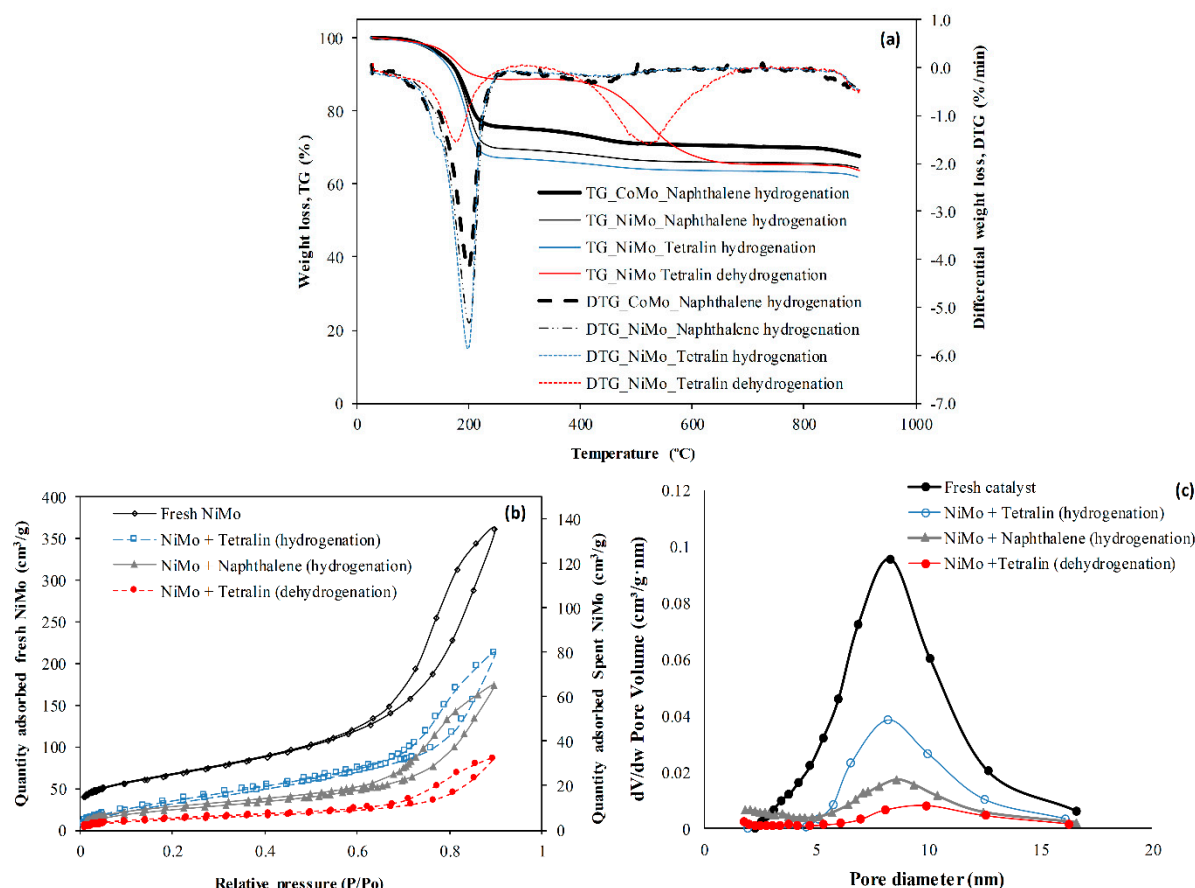 (a)
Weight loss, TG (%)
100
80
60
40
20
0
1.0
0.0
-1.0
-2.0
-3.0
-4.0
-5.0
-6.0
-7.0
Differential weight loss, DTG (%/min)
TG_CoMo_Naphthalene hydrogenation
TG_NiMo_Naphthalene hydrogenation
TG_NiMo_Tetralin hydrogenation
TG_NiMo Tetralin dehydrogenation
DTG_CoMo_Naphthalene hydrogenation
DTG_NiMo_Naphthalene hydrogenation
DTG_NiMo_Tetralin hydrogenation
DTG_NiMo_Tetralin dehydrogenation
0 200 400 600 800 1000
Temperature (ºC)
(b)
Quantity adsorbed fresh NiMo (cm³/g)
400
350
300
250
200
150
100
50
0
140
120
100
80
60
40
20
0
Quantity adsorbed Spent NiMo (cm³/g)
Fresh NiMo
NiMo + Tetralin (hydrogenation)
NiMo + Naphthalene (hydrogenation)
NiMo + Tetralin (dehydrogenation)
0 0.2 0.4 0.6 0.8 1
Relative pressure (P/Po)
(c)
dV/dw Pore Volume (cm³/g·nm)
0.12
0.1
0.08
0.06
0.04
0.02
0
Fresh catalyst
NiMo + Tetralin (hydrogenation)
NiMo + Naphthalene (hydrogenation)
NiMo +Tetralin (dehydrogenation)
0 5 10 15 20
Pore diameter (nm)